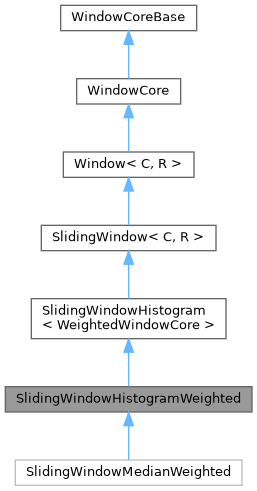 WindowCoreBase
WindowCore
Window< C, R >
SlidingWindow< C, R >
SlidingWindowHistogram
< WeightedWindowCore >
SlidingWindowHistogramWeighted
SlidingWindowMedianWeighted